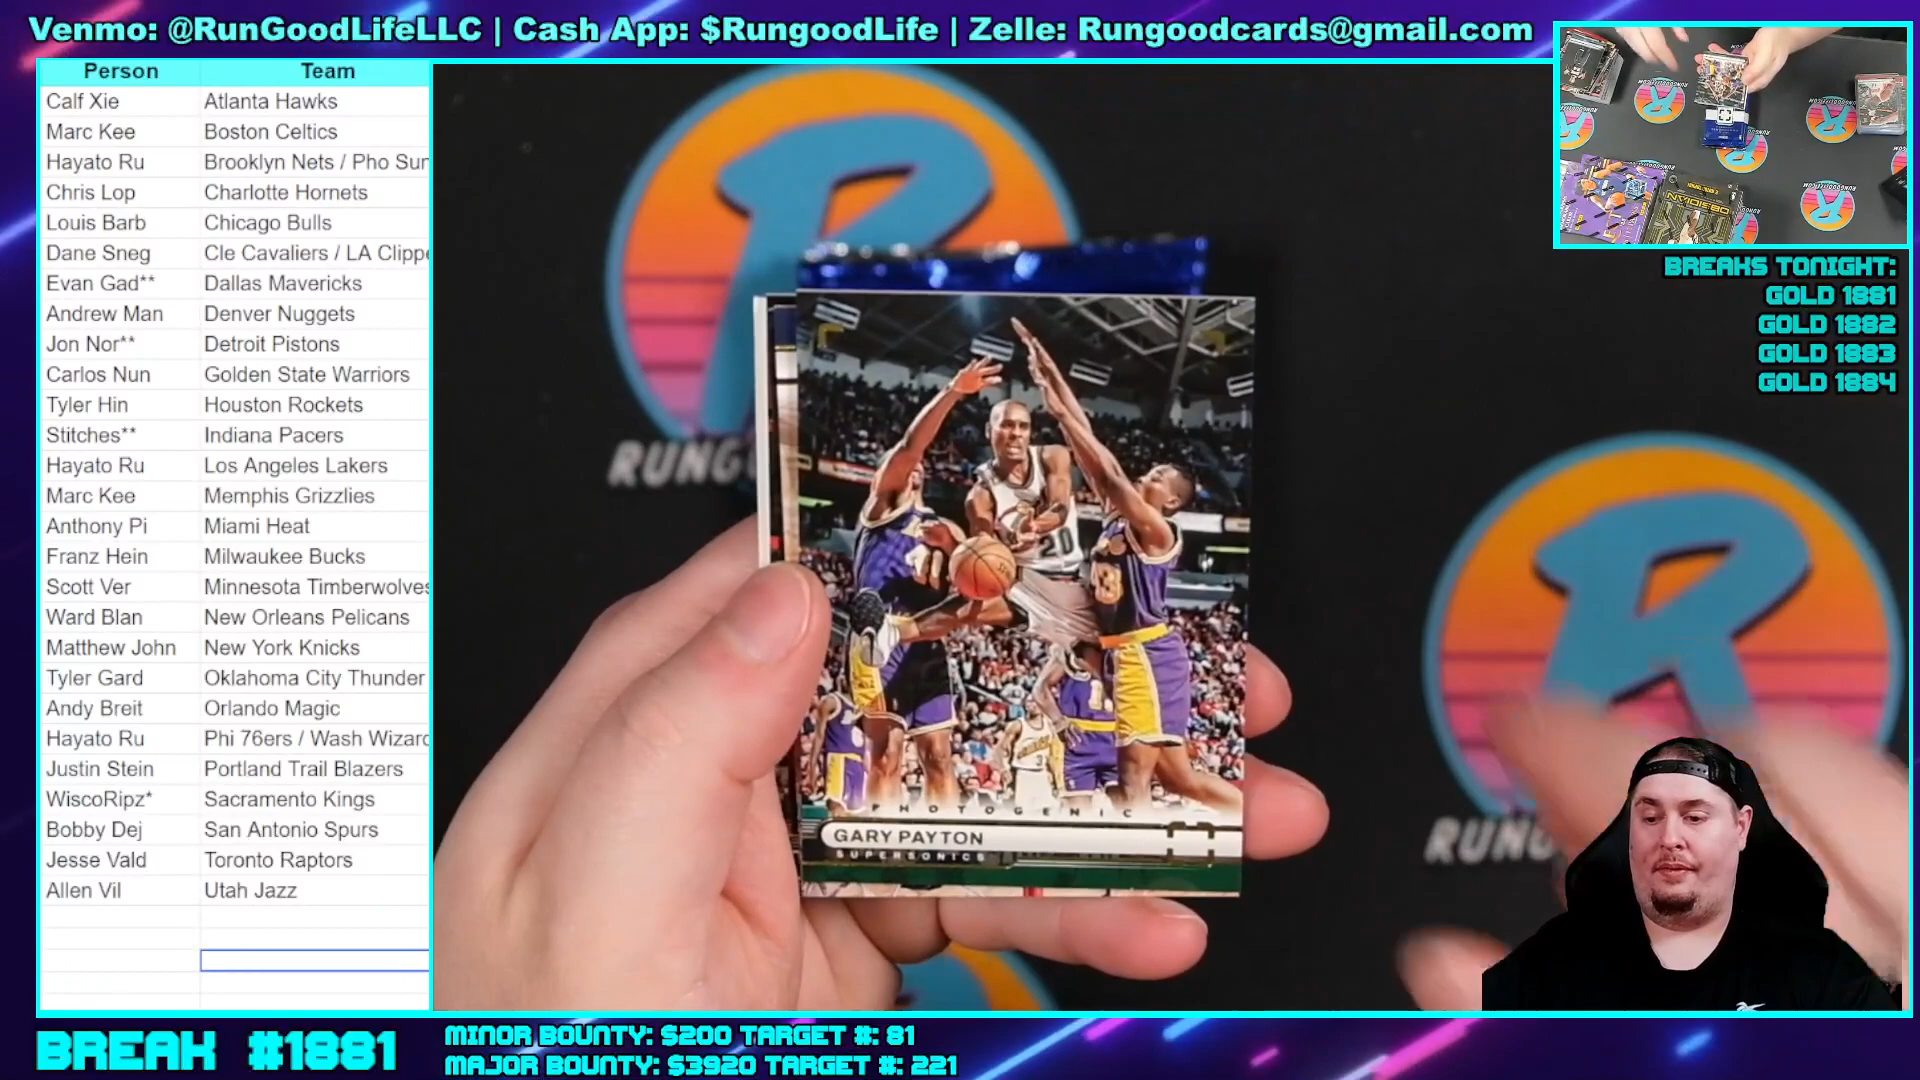 Venmo: @RunGoodLifeLLC | Cash App: $RungoodLife | Zelle: Rungoodcards@gmail.com
Person Team
Calf Xie Atlanta Hawks
Marc Kee Boston Celtics
Hayato Ru Brooklyn Nets / Pho Sun
Chris Lop Charlotte Hornets
Louis Barb Chicago Bulls
Dane Sneg Cle Cavaliers / LA Clippe
Evan Gad** Dallas Mavericks
Andrew Man Denver Nuggets
Jon Nor** Detroit Pistons
Carlos Nun Golden State Warriors
Tyler Hin Houston Rockets
Stitches** Indiana Pacers
Hayato Ru Los Angeles Lakers
Marc Kee Memphis Grizzlies
Anthony Pi Miami Heat
Franz Hein Milwaukee Bucks
Scott Ver Minnesota Timberwolves
Ward Blan New Orleans Pelicans
Matthew John New York Knicks
Tyler Gard Oklahoma City Thunder
Andy Breit Orlando Magic
Hayato Ru Phi 76ers / Wash Wizard
Justin Stein Portland Trail Blazers
WiscoRipz* Sacramento Kings
Bobby Dej San Antonio Spurs
Jesse Vald Toronto Raptors
Allen Vil Utah Jazz
RUNG
20
PHOTOGENIC
GARY PAYTON
SUPERSONICS
R
RUNG
OBSIDIAN
BREAKS TONIGHT:
GOLD 1881
GOLD 1882
GOLD 1883
GOLD 1884
BREAK #1881
MINOR BOUNTY: $200 TARGET #: 81
MAJOR BOUNTY: $3920 TARGET #: 221